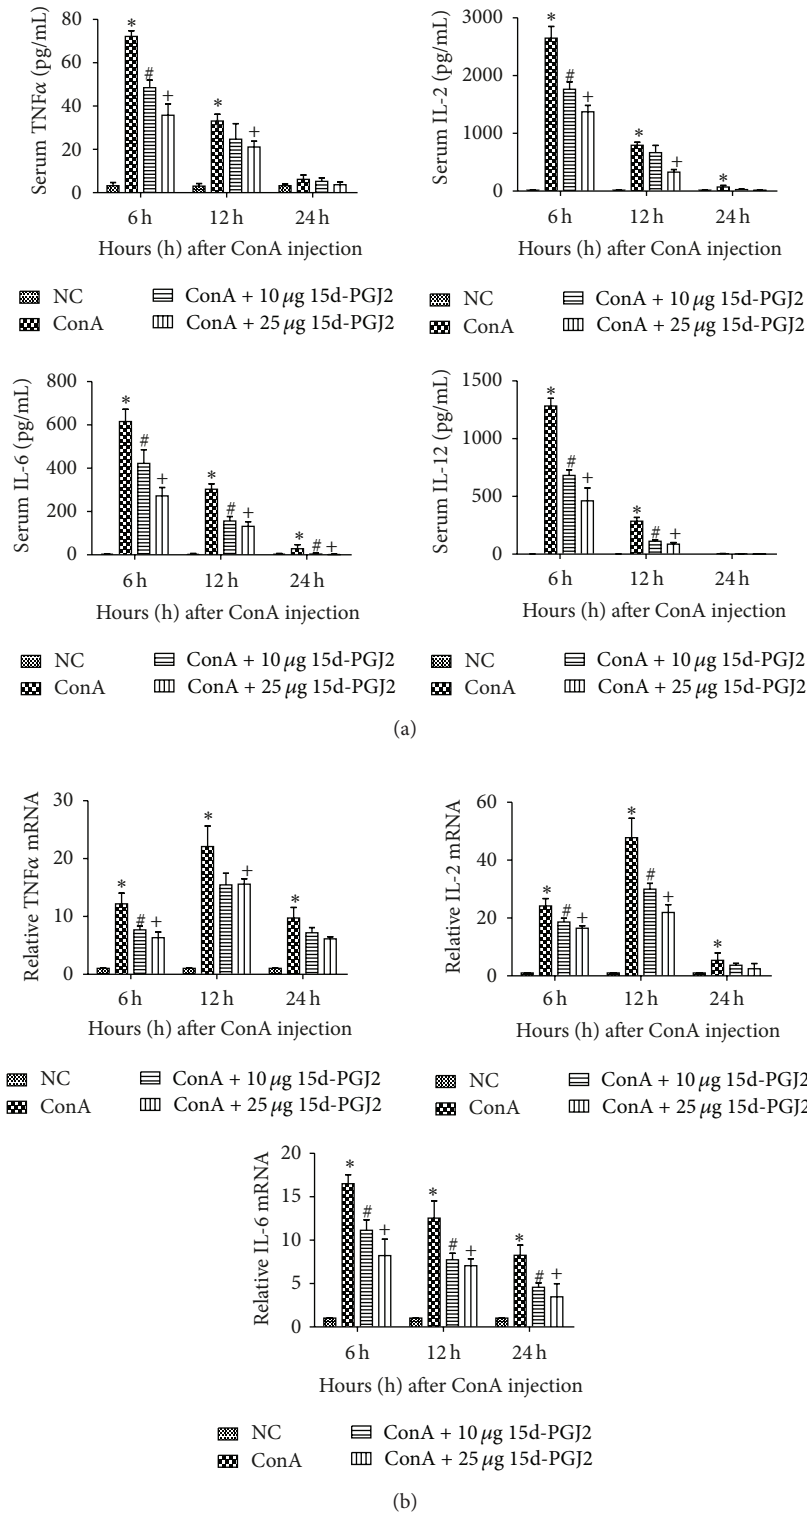 Serum TNFα (pg/mL)
80
60
40
20
0
*
#
+
*
+
6 h 12 h 24 h
Hours (h) after ConA injection
NC ConA + 10 μg 15d-PGJ2
ConA ConA + 25 μg 15d-PGJ2
Serum IL-2 (pg/mL)
3000
2000
1000
0
*
#
+
*
+
*
6 h 12 h 24 h
Hours (h) after ConA injection
NC ConA + 10 μg 15d-PGJ2
ConA ConA + 25 μg 15d-PGJ2
Serum IL-6 (pg/mL)
800
600
400
200
0
*
#
+
*
#
+
*
# +
6 h 12 h 24 h
Hours (h) after ConA injection
NC ConA + 10 μg 15d-PGJ2
ConA ConA + 25 μg 15d-PGJ2
Serum IL-12 (pg/mL)
1500
1000
500
0
*
#
+
*
# +
6 h 12 h 24 h
Hours (h) after ConA injection
NC ConA + 10 μg 15d-PGJ2
ConA ConA + 25 μg 15d-PGJ2
(a)
Relative TNFα mRNA
30
20
10
0
*
# +
*
+
*
6 h 12 h 24 h
Hours (h) after ConA injection
NC ConA + 10 μg 15d-PGJ2
ConA ConA + 25 μg 15d-PGJ2
Relative IL-2 mRNA
60
40
20
0
*
# +
*
#
+
*
6 h 12 h 24 h
Hours (h) after ConA injection
NC ConA + 10 μg 15d-PGJ2
ConA ConA + 25 μg 15d-PGJ2
Relative IL-6 mRNA
20
15
10
5
0
*
#
+
*
# +
*
# +
6 h 12 h 24 h
Hours (h) after ConA injection
NC ConA + 10 μg 15d-PGJ2
ConA ConA + 25 μg 15d-PGJ2
(b)